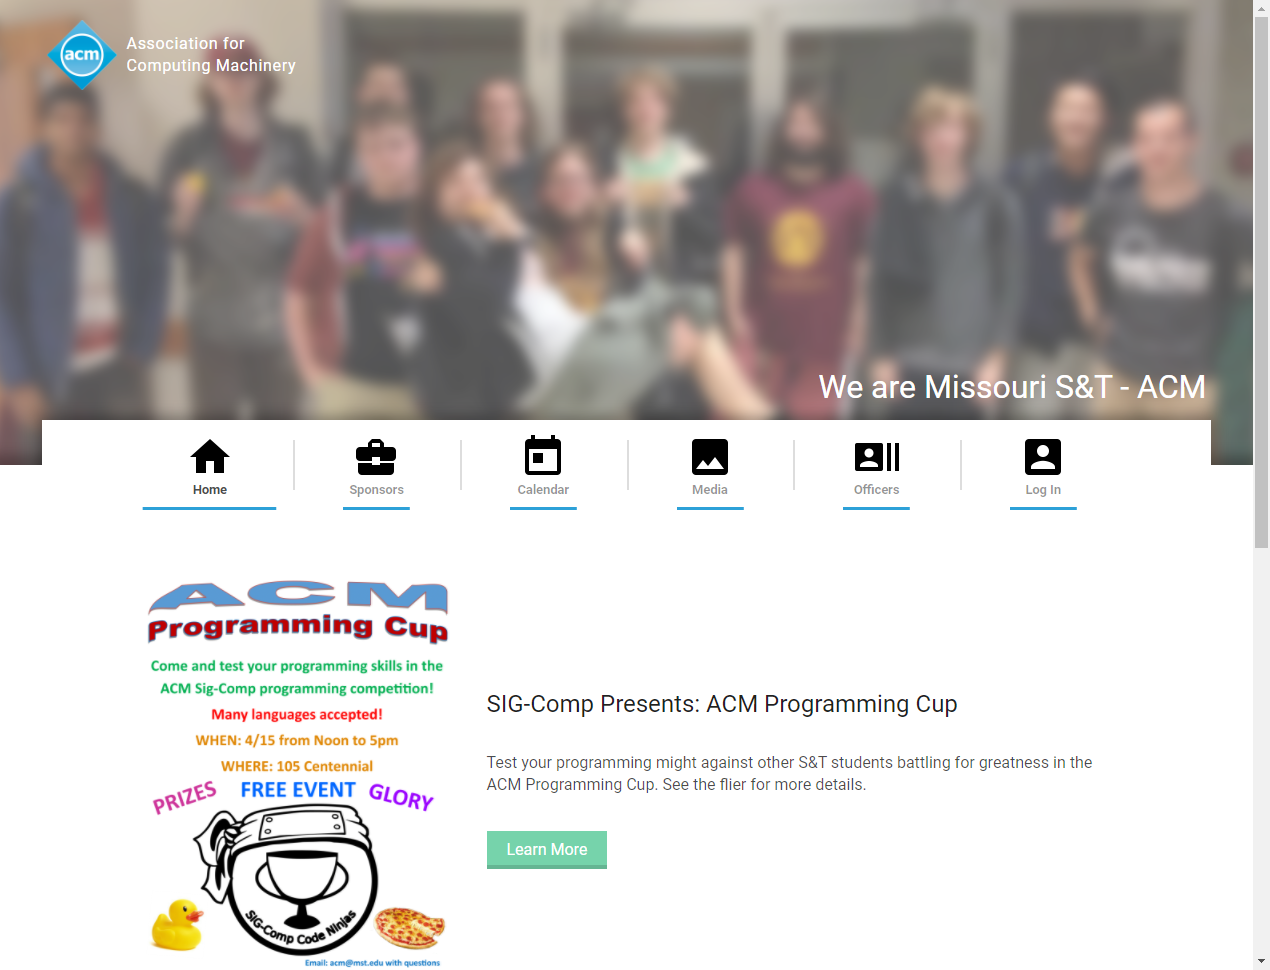 acm
Association for
Computing Machinery
We are Missouri S&T - ACM
Home
Sponsors
Calendar
Media
Officers
Log In
ACM
Programming Cup
Come and test your programming skills in the
ACM Sig-Comp programming competition!
Many languages accepted!
WHEN: 4/15 from Noon to 5pm
WHERE: 105 Centennial
PRIZES
FREE EVENT
GLORY
SIG-Comp Code Ninjas
Email: acm@mst.edu with questions
SIG-Comp Presents: ACM Programming Cup
Test your programming might against other S&T students battling for greatness in the
ACM Programming Cup. See the flier for more details.
Learn More